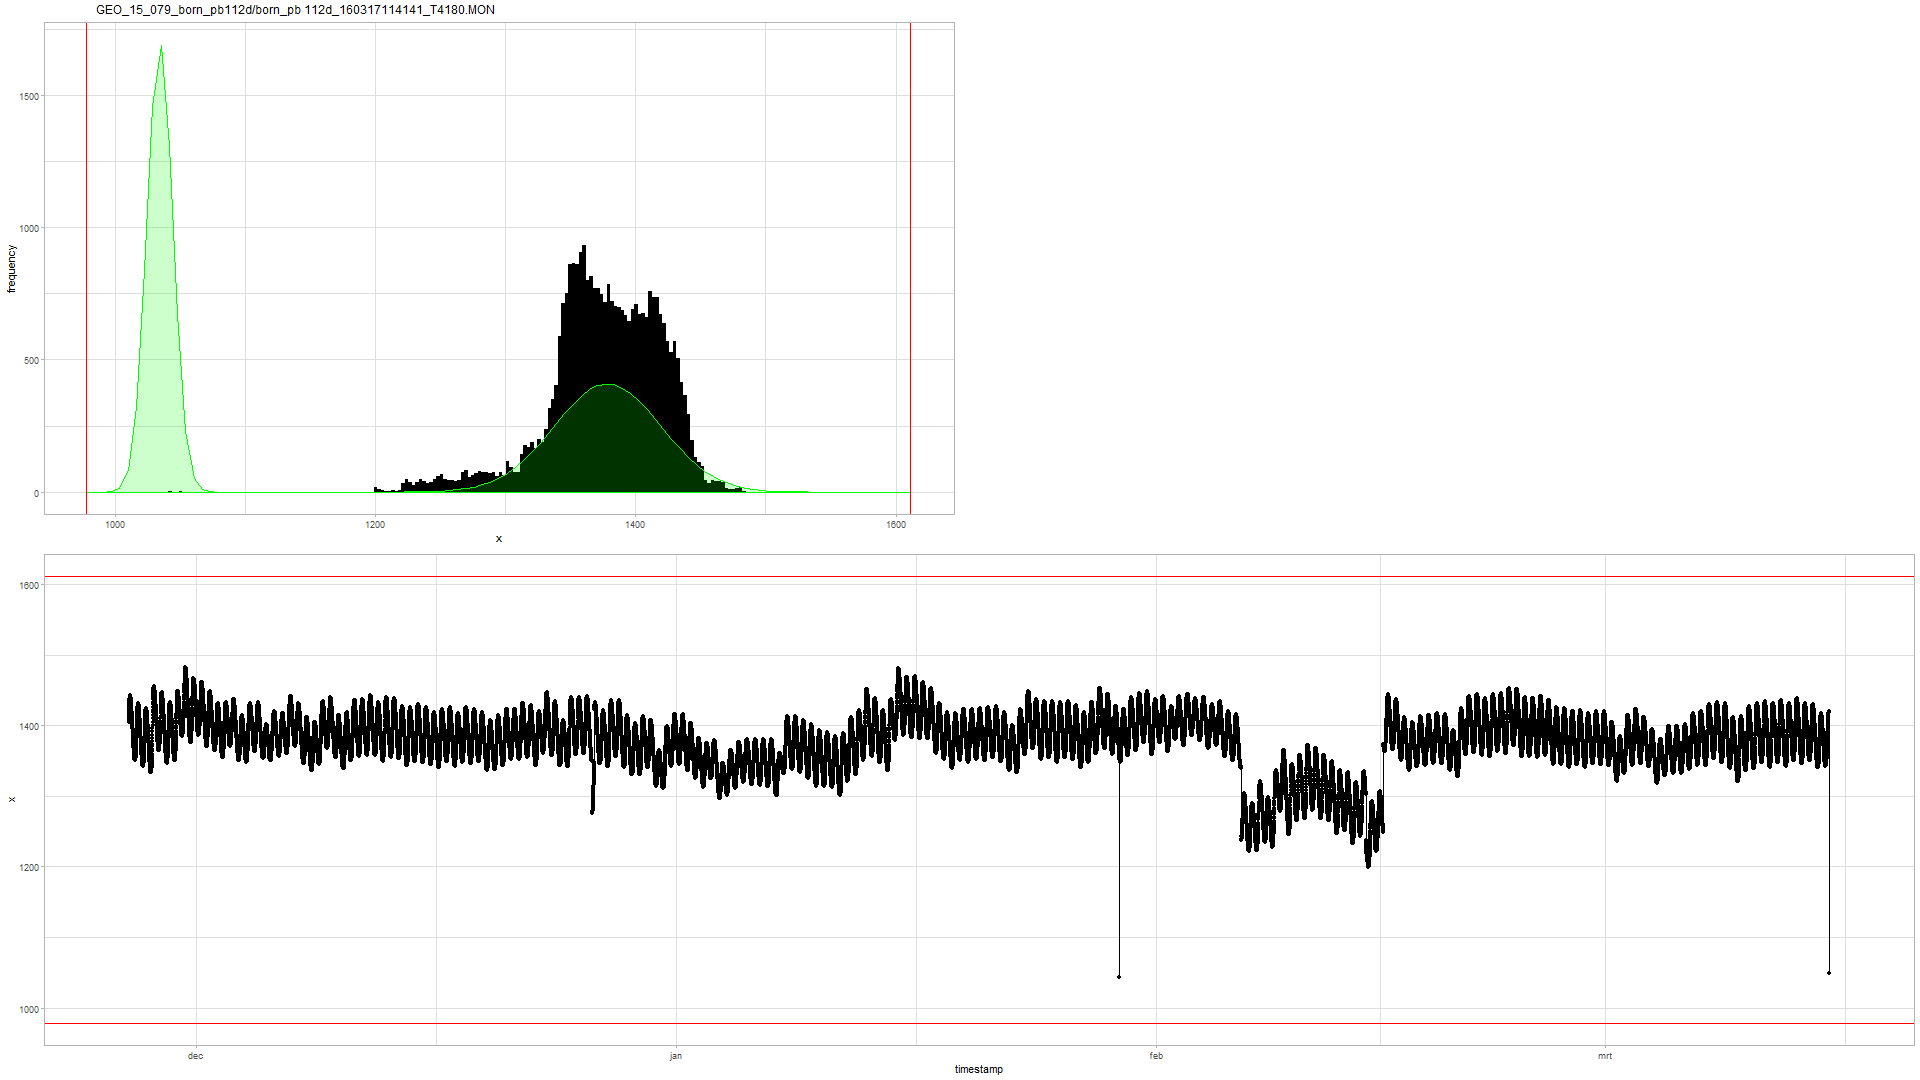 GEO_15_079_born_pb112d/born_pb 112d_160317114141_T4180.MON
frequency
1500
1000
500
0
1000 1200 1400 1600
x
x
1600
1400
1200
1000
dec jan feb mrt
timestamp